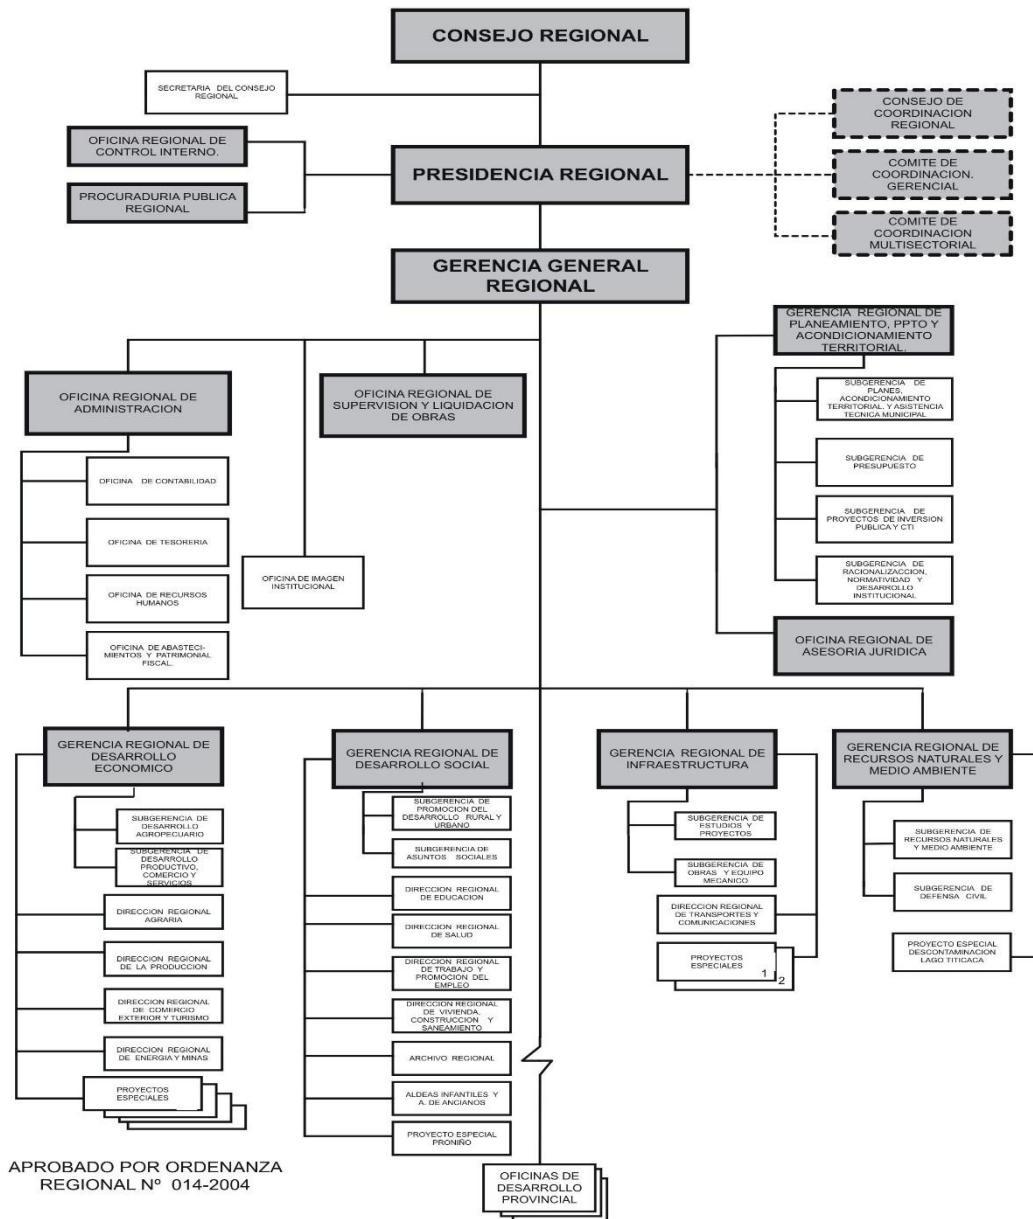 CONSEJO REGIONAL
SECRETARIA DEL CONSEJO
REGIONAL
OFICINA REGIONAL DE
CONTROL INTERNO.
PROCURADURIA PUBLICA
REGIONAL
PRESIDENCIA REGIONAL
CONSEJO DE
COORDINACION
REGIONAL
COMITE DE
COORDINACION.
GERENCIAL
COMITE DE
COORDINACION
MULTISECTORIAL
GERENCIA GENERAL
REGIONAL
OFICINA REGIONAL DE
ADMINISTRACION
OFICINA DE CONTABILIDAD
OFICINA DE TESORERIA
OFICINA DE RECURSOS
HUMANOS
OFICINA DE ABASTECI-
MIENTOS Y PATRIMONIAL
FISCAL.
OFICINA DE IMAGEN
INSTITUCIONAL
OFICINA REGIONAL DE
SUPERVISION Y LIQUIDACION
DE OBRAS
GERENCIA REGIONAL DE
PLANEAMIENTO, PPTO Y
ACONDICIONAMIENTO
TERRITORIAL.
SUBGERENCIA DE
PLANES,
ACONDICIONAMIENTO
TERRITORIAL. Y ASISTENCIA
TECNICA MUNICIPAL
SUBGERENCIA DE
PRESUPUESTO
SUBGERENCIA DE
PROYECTOS DE INVERSION
PUBLICA Y CTI
SUBGERENCIA DE
RACIONALIZACCION,
NORMATIVIDAD Y
DESARROLLO
INSTITUCIONAL
OFICINA REGIONAL DE
ASESORIA JURIDICA
GERENCIA REGIONAL DE
DESARROLLO
ECONOMICO
SUBGERENCIA DE
DESARROLLO
AGROPECUARIO
SUBGERENCIA DE
DESARROLLO
PRODUCTIVO,
COMERCIO Y
SERVICIOS
DIRECCION REGIONAL
AGRARIA
DIRECCION REGIONAL
DE LA PRODUCCION
DIRECCION REGIONAL
DE COMERCIO
EXTERIOR Y TURISMO
DIRECCION REGIONAL
DE ENERGIA Y MINAS
PROYECTOS
ESPECIALES
GERENCIA REGIONAL DE
DESARROLLO SOCIAL
SUBGERENCIA DE
PROMOCION DEL
DESARROLLO RURAL Y
URBANO
SUBGERENCIA DE
ASUNTOS SOCIALES
DIRECCION REGIONAL
DE EDUCACION
DIRECCION REGIONAL
DE SALUD
DIRECCION REGIONAL
DE TRABAJO Y
PROMOCION DEL
EMPLEO
DIRECCION REGIONAL
DE VIVIENDA,
CONSTRUCCION Y
SANEAMIENTO
ARCHIVO REGIONAL
ALDEAS INFANTILES Y
A. DE ANCIANOS
PROYECTO ESPECIAL
PRONIÑO
GERENCIA REGIONAL DE
INFRAESTRUCTURA
SUBGERENCIA DE
ESTUDIOS Y
PROYECTOS
SUBGERENCIA DE
OBRAS Y EQUIPO
MECANICO
DIRECCION REGIONAL
DE TRANSPORTES Y
COMUNICACIONES
PROYECTOS
ESPECIALES
1
2
GERENCIA REGIONAL DE
RECURSOS NATURALES Y
MEDIO AMBIENTE
SUBGERENCIA DE
RECURSOS NATURALES
Y MEDIO AMBIENTE
SUBGERENCIA DE
DEFENSA CIVIL
PROYECTO ESPECIAL
DESCONTAMINACION
LAGO TITICACA
OFICINAS DE
DESARROLLO
PROVINCIAL
APROBADO POR ORDENANZA
REGIONAL Nº 014-2004